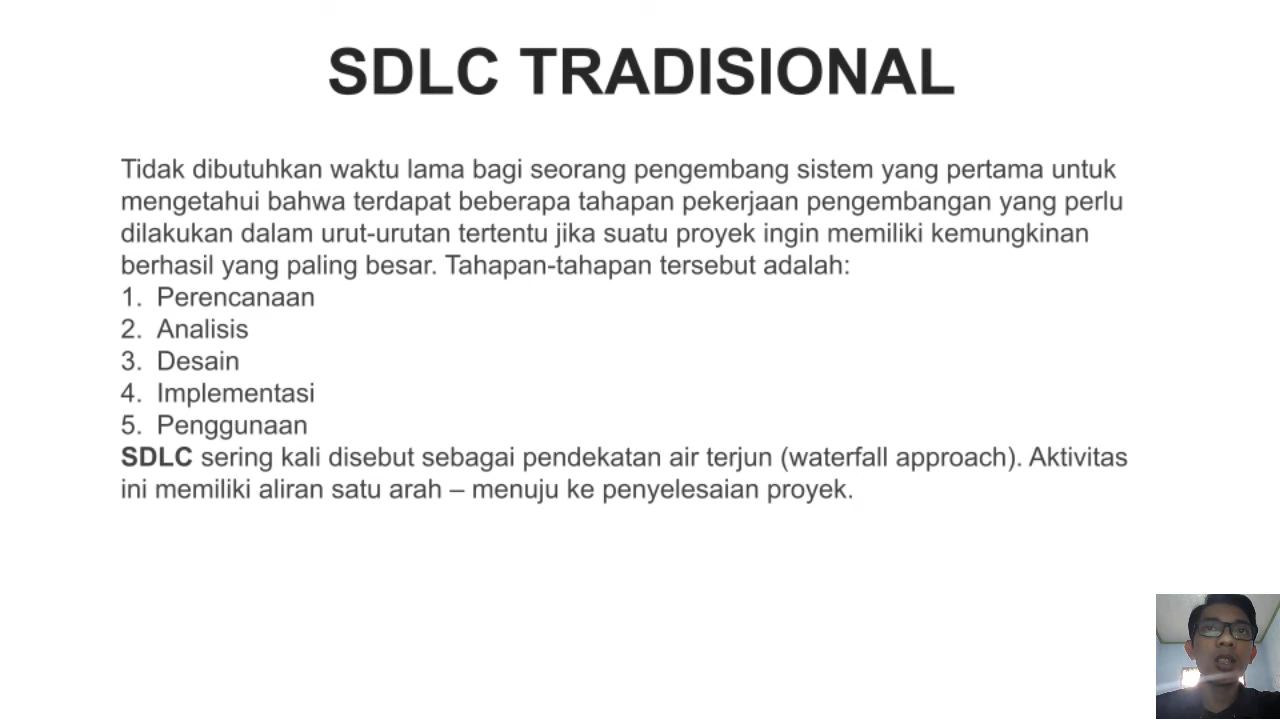 SDLC TRADISIONAL
Tidak dibutuhkan waktu lama bagi seorang pengembang sistem yang pertama untuk
mengetahui bahwa terdapat beberapa tahapan pekerjaan pengembangan yang perlu
dilakukan dalam urut-urutan tertentu jika suatu proyek ingin memiliki kemungkinan
berhasil yang paling besar. Tahapan-tahapan tersebut adalah:
1. Perencanaan
2. Analisis
3. Desain
4. Implementasi
5. Penggunaan
SDLC sering kali disebut sebagai pendekatan air terjun (waterfall approach). Aktivitas
ini memiliki aliran satu arah – menuju ke penyelesaian proyek.